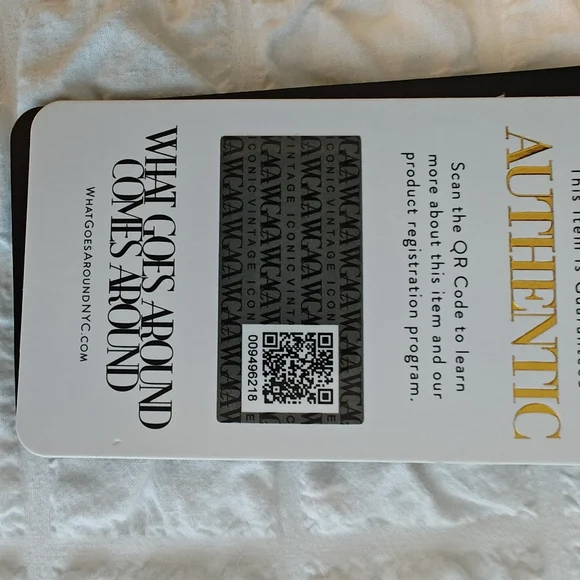 This item is Guaranteed
AUTHENTIC
Scan the QR Code to learn
more about this item and our
product registration program.
ICONIC VINTAGE ICONIC VINTAGE ICON
009496218
WHAT GOES AROUND
COMES AROUND
WHATGOESAROUNDNYC.COM